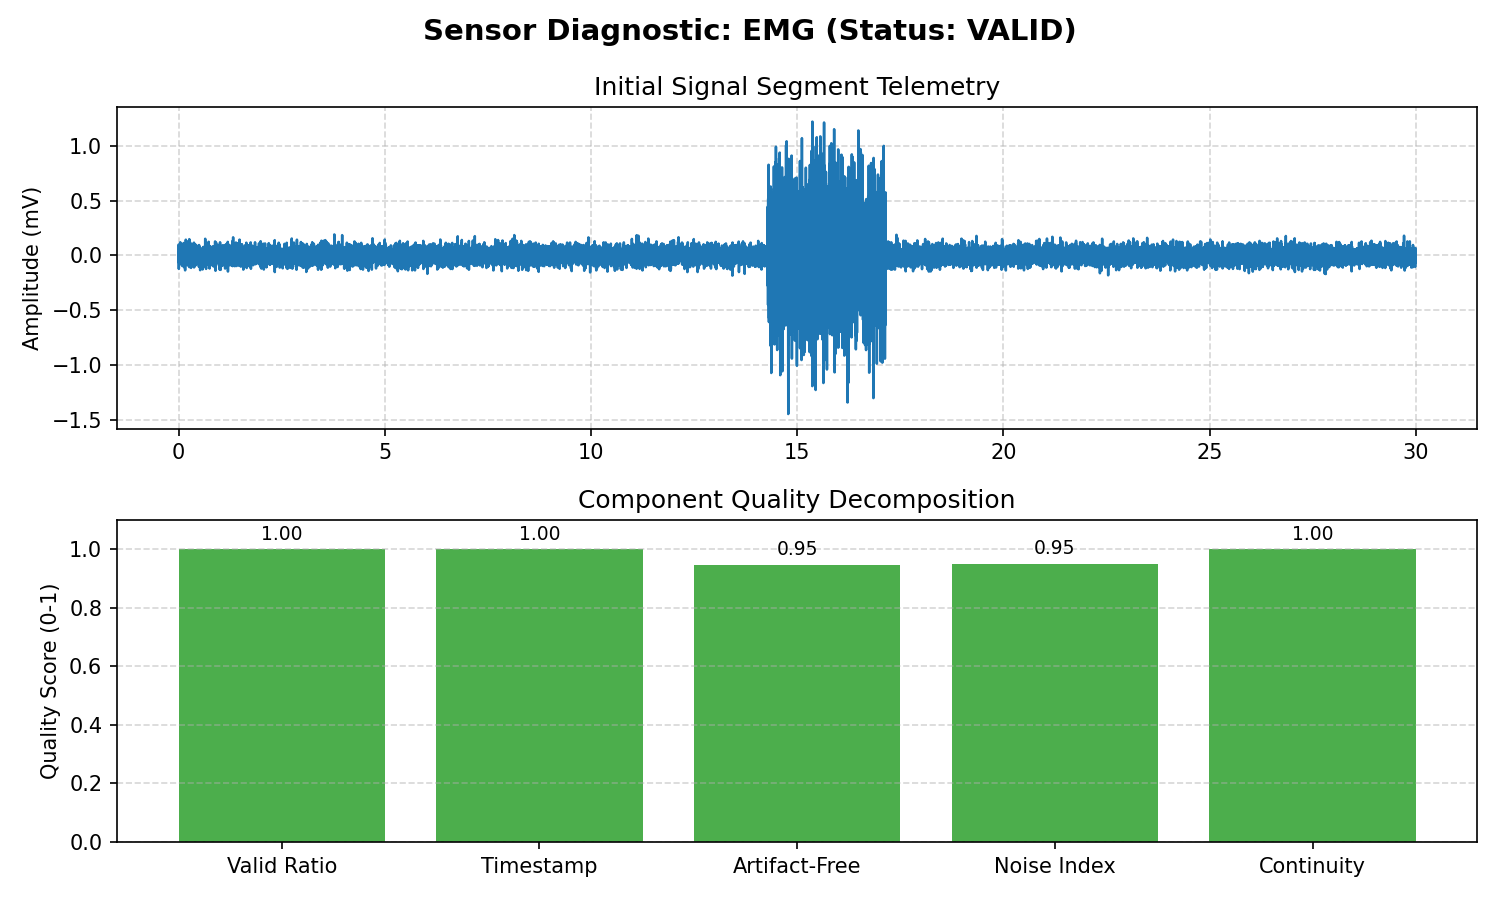 Sensor Diagnostic: EMG (Status: VALID)
Initial Signal Segment Telemetry
Amplitude (mV)
1.0
0.5
0.0
−0.5
−1.0
−1.5
0 5 10 15 20 25 30
Component Quality Decomposition
Quality Score (0-1)
1.0
0.8
0.6
0.4
0.2
0.0
1.00 1.00 0.95 0.95 1.00
Valid Ratio Timestamp Artifact-Free Noise Index Continuity